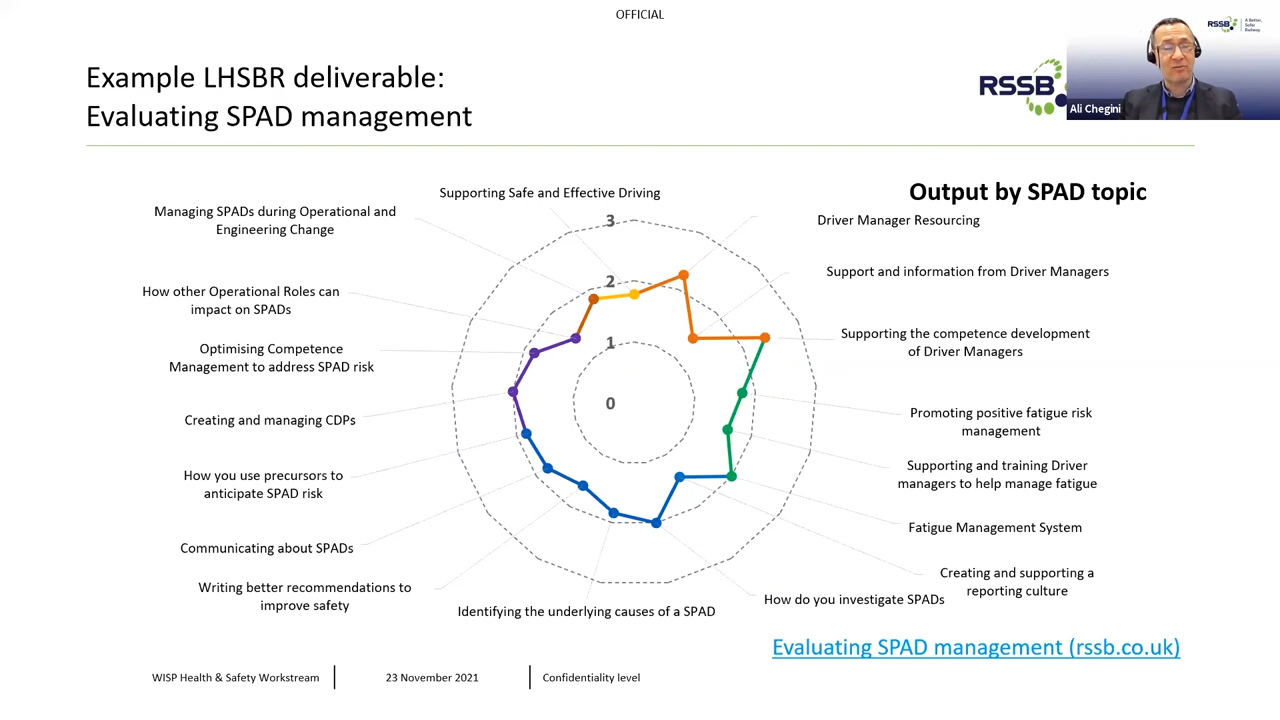 OFFICIAL
Example LHSBR deliverable:
Evaluating SPAD management
RSSB
RSSB
A Better,
Safer
Railway
Ali Chegini
Output by SPAD topic
Supporting Safe and Effective Driving
Driver Manager Resourcing
Support and information from Driver Managers
Supporting the competence development
of Driver Managers
Promoting positive fatigue risk
management
Supporting and training Driver
managers to help manage fatigue
Fatigue Management System
Creating and supporting a
reporting culture
How do you investigate SPADs
Identifying the underlying causes of a SPAD
Writing better recommendations to
improve safety
Communicating about SPADs
How you use precursors to
anticipate SPAD risk
Creating and managing CDPs
Optimising Competence
Management to address SPAD risk
How other Operational Roles can
impact on SPADs
Managing SPADs during Operational and
Engineering Change
3
2
1
0
Evaluating SPAD management (rssb.co.uk)
WISP Health & Safety Workstream
23 November 2021
Confidentiality level